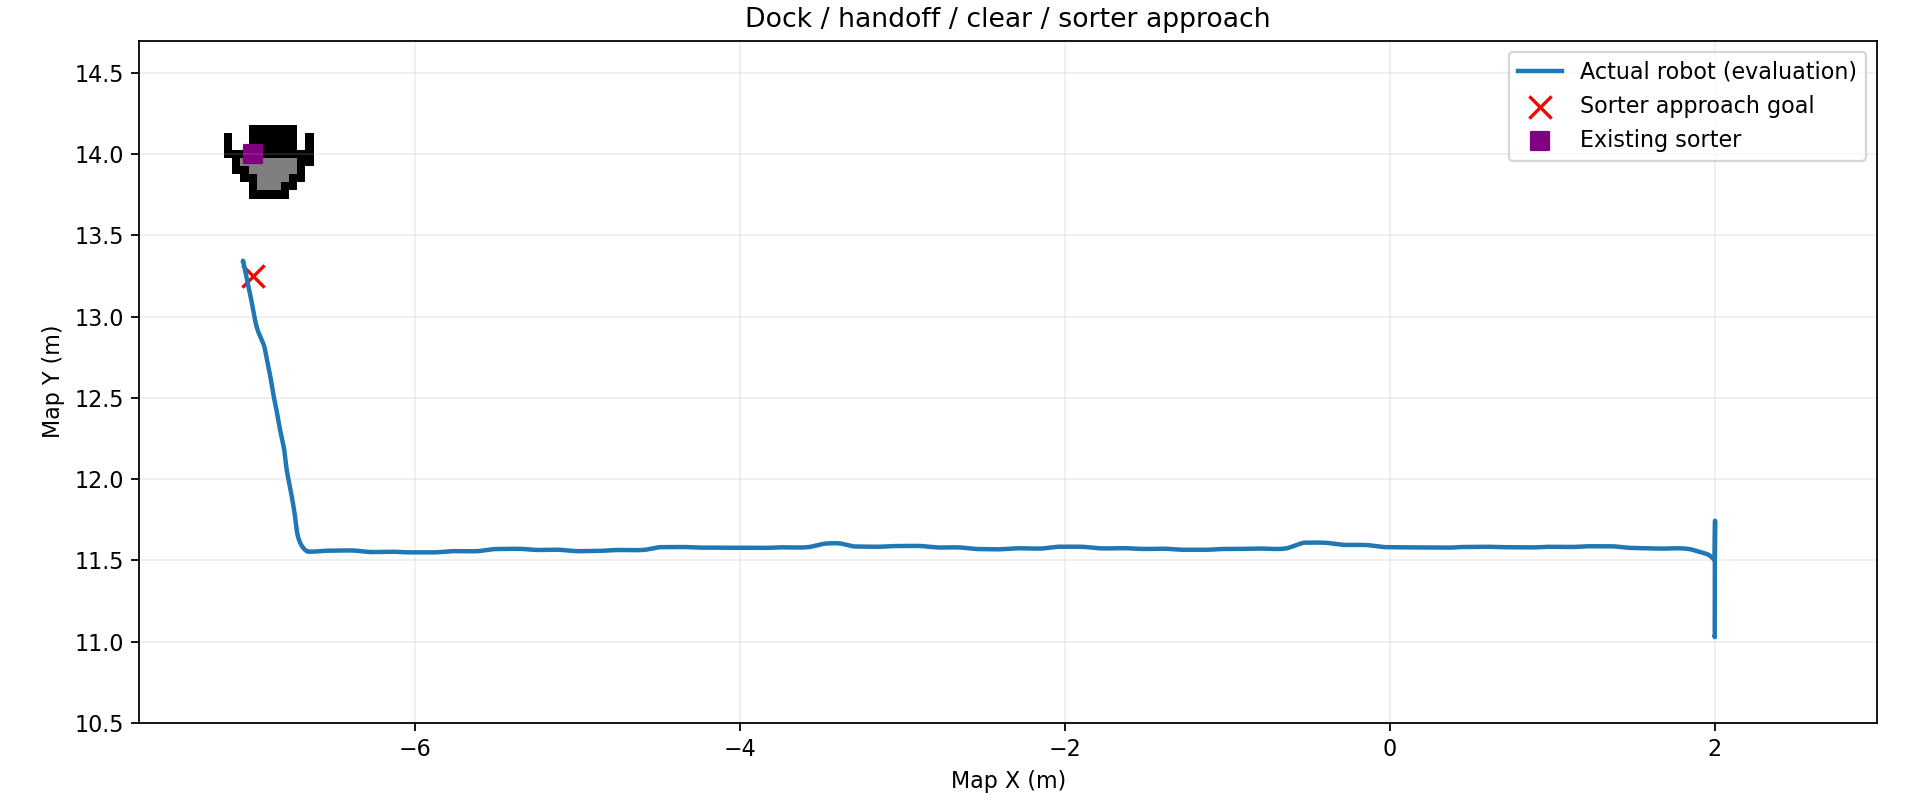 Dock / handoff / clear / sorter approach
Actual robot (evaluation)
Sorter approach goal
Existing sorter
Map Y (m)
14.5
14.0
13.5
13.0
12.5
12.0
11.5
11.0
10.5
−6
−4
−2
0
2
Map X (m)